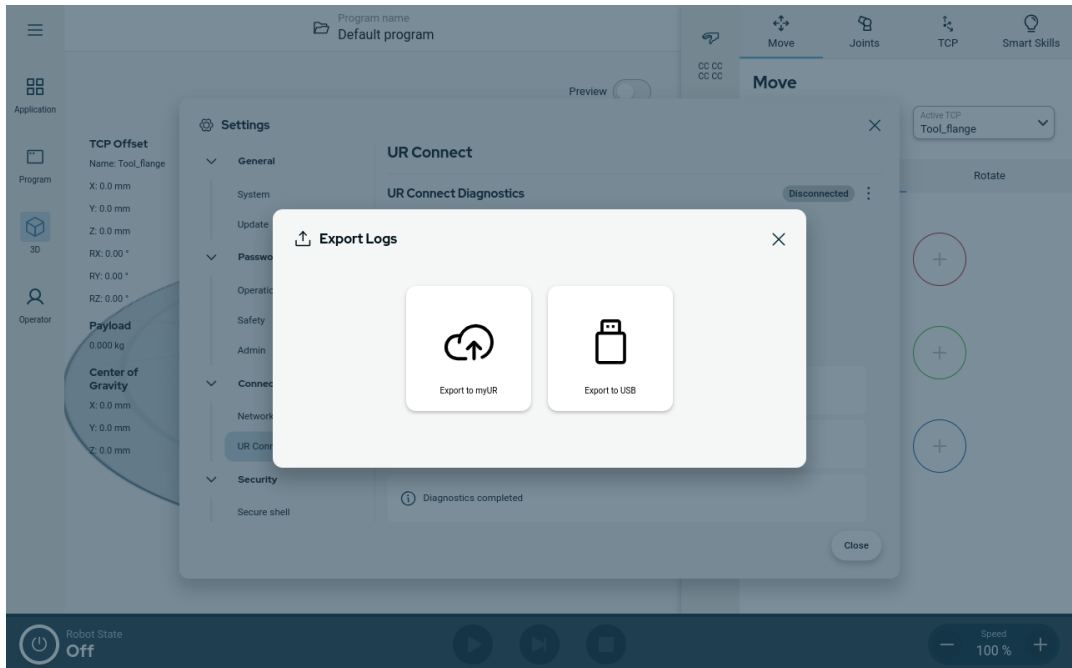 Program name
Default program
Move
Joints
TCP
Smart Skills
CC CC
CC CC
Move
Application
Preview
Active TCP
Tool_flange
Settings
TCP Offset
Name: Tool_flange
X: 0.0 mm
Y: 0.0 mm
Z: 0.0 mm
RX: 0.00 °
RY: 0.00 °
RZ: 0.00 °
Payload
0.000 kg
Center of
Gravity
X: 0.0 mm
Y: 0.0 mm
Z: 0.0 mm
Program
3D
Operator
General
System
Update
Operatio
Safety
Admin
Connec
Network
UR Conn
Security
Secure shell
UR Connect
UR Connect Diagnostics
Disconnected
Rotate
Export Logs
Export to myUR
Export to USB
Diagnostics completed
Close
Robot State
Off
Speed
100 %